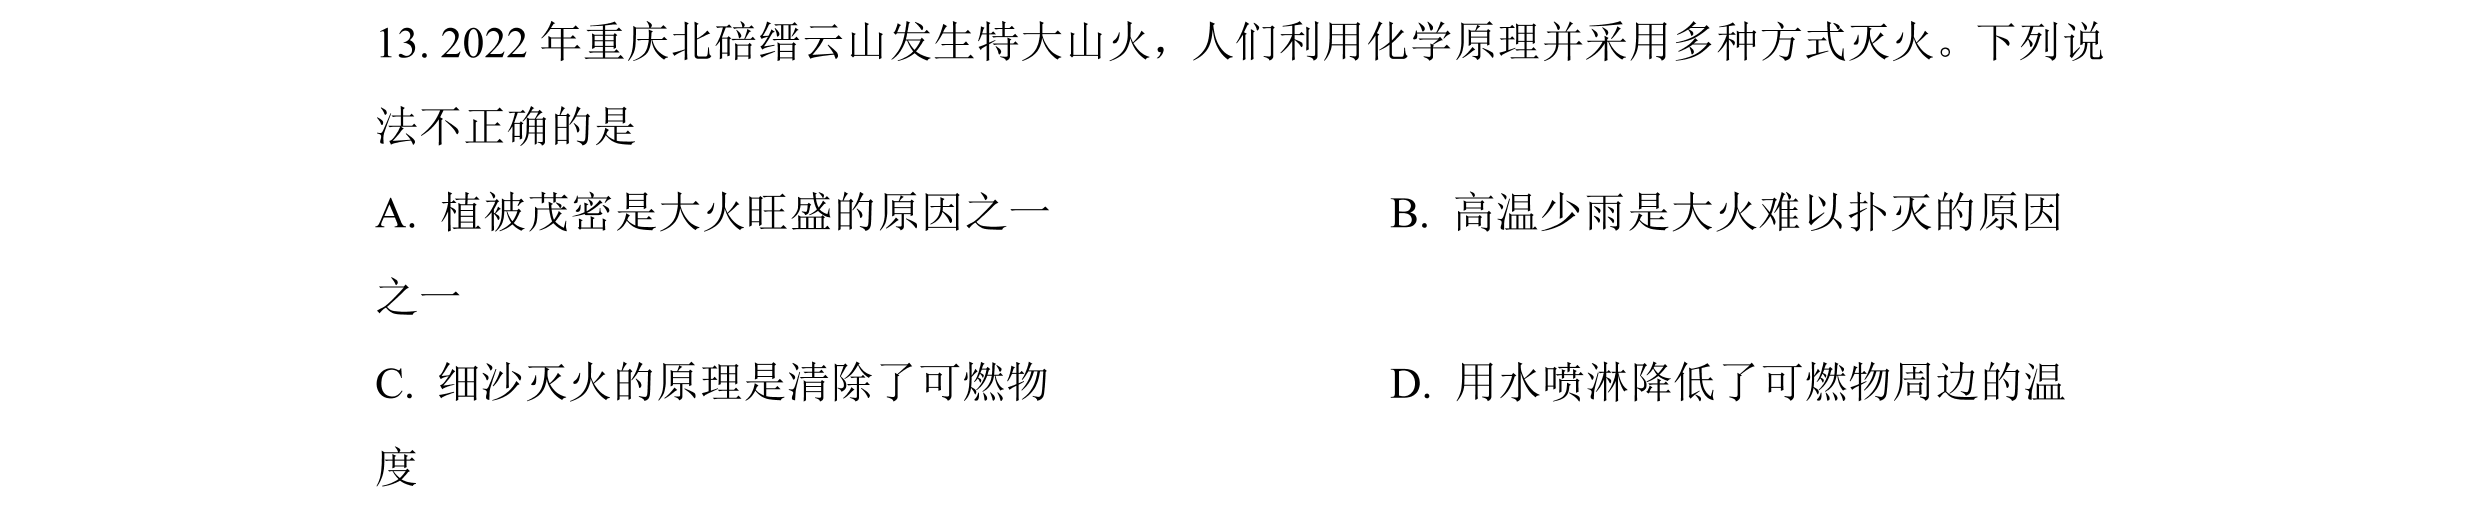 13. 2022 年重庆北碚缙云山发生特大山火，人们利用化学原理并采用多种方式灭火。下列说
法不正确的是
A. 植被茂密是大火旺盛的原因之一 B. 高温少雨是大火难以扑灭的原因
之一
C. 细沙灭火的原理是清除了可燃物 D. 用水喷淋降低了可燃物周边的温
度